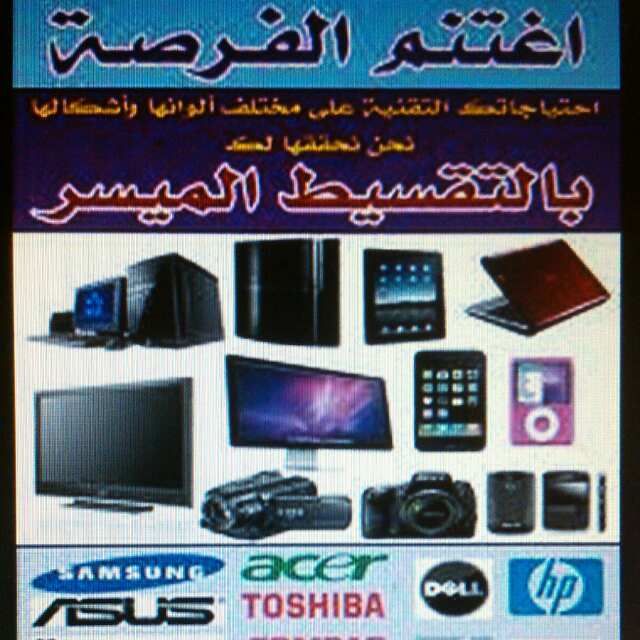 اغتنم الفرصة
احتياجاتك التقنية على مختلف ألوانها وأشكالها
نحن نحققها لك
بالتقسيط الميسر
SAMSUNG acer DELL hp
ASUS TOSHIBA